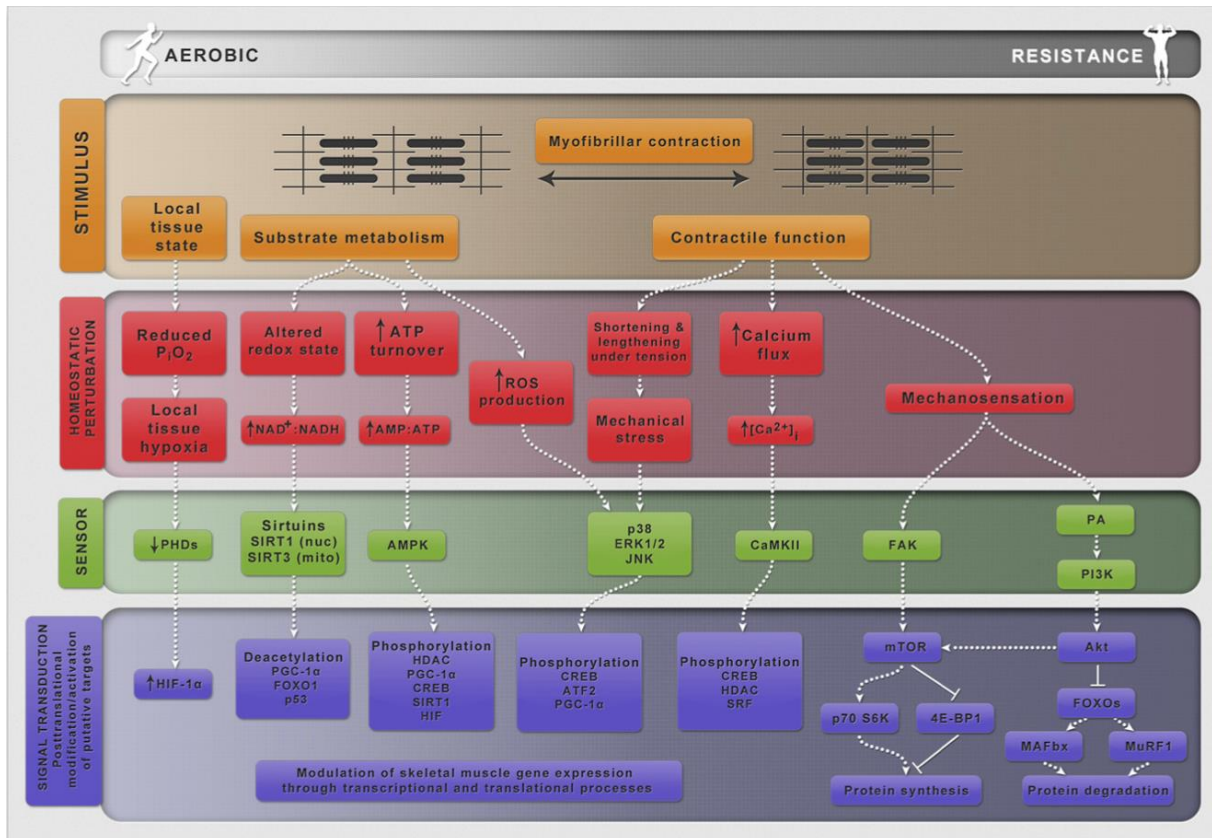 AEROBIC
RESISTANCE
STIMULUS
Myofibrillar contraction
Local
tissue
state
Substrate metabolism
Contractile function
HOMEOSTATIC
PERTURBATION
Reduced
PᵢO₂
Altered
redox state
↑ATP
turnover
↑ROS
production
Shortening &
lengthening
under tension
↑Calcium
flux
Mechanosensation
Local
tissue
hypoxia
↑NAD⁺:NADH
↑AMP:ATP
Mechanical
stress
↑[Ca²⁺]ᵢ
SENSOR
↓PHDs
Sirtuins
SIRT1 (nuc)
SIRT3 (mito)
AMPK
p38
ERK1/2
JNK
CaMKII
FAK
PA
PI3K
SIGNAL TRANSDUCTION
Posttranslational
modification/activation
of putative targets
↑HIF-1α
Deacetylation
PGC-1α
FOXO1
p53
Phosphorylation
HDAC
PGC-1α
CREB
SIRT1
HIF
Phosphorylation
CREB
ATF2
PGC-1α
Phosphorylation
CREB
HDAC
SRF
mTOR
Akt
p70 S6K
4E-BP1
FOXOs
MAFbx
MuRF1
Protein synthesis
Protein degradation
Modulation of skeletal muscle gene expression
through transcriptional and translational processes